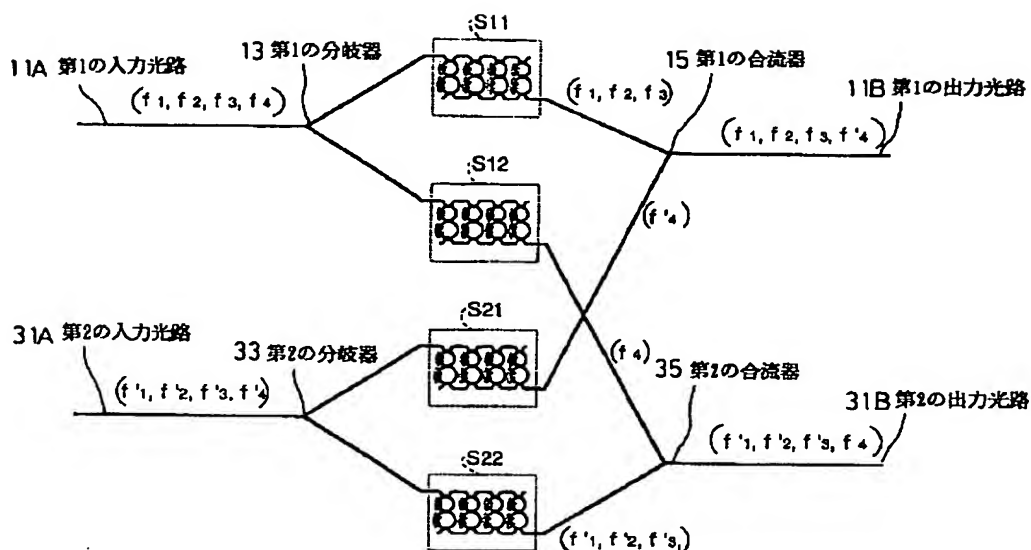 S11
11A 第1の入力光路
13 第1の分岐器
15 第1の合流器
11B 第1の出力光路
(f1, f2, f3, f4)
(f1, f2, f3)
(f1, f2, f3, f'4)
S12
(f'4)
S21
31A 第2の入力光路
33 第2の分岐器
(f4)
35 第2の合流器
31B 第2の出力光路
(f'1, f'2, f'3, f'4)
(f'1, f'2, f'3, f4)
S22
(f'1, f'2, f'3,)